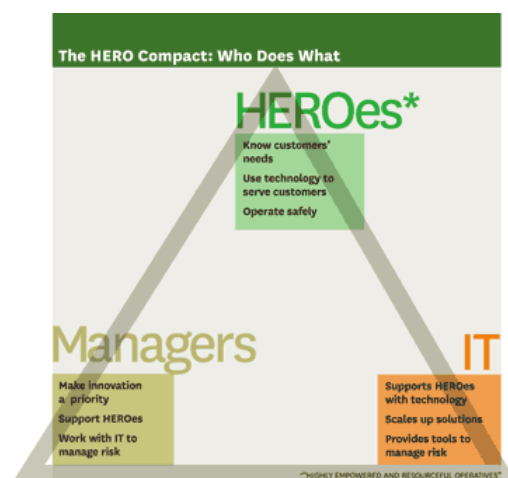 The HERO Compact: Who Does What
HEROes*
Know customers'
needs
Use technology to
serve customers
Operate safely
Managers
Make innovation
a priority
Support HEROes
Work with IT to
manage risk
IT
Supports HEROes
with technology
Scales up solutions
Provides tools to
manage risk
*"HIGHLY EMPOWERED AND RESOURCEFUL OPERATIVES"